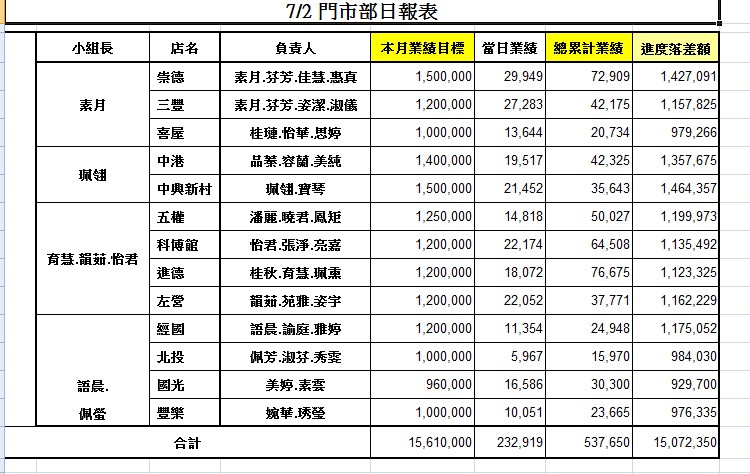 7/2 門市部日報表
小組長 店名 負責人 本月業績目標 當日業績 總累計業績 進度落差額
崇德 素月.芬芳.佳慧.惠真 1,500,000 29,949 72,909 1,427,091
素月 三豐 素月.芬芳.姿潔.淑儀 1,200,000 27,283 42,175 1,157,825
喜屋 桂璉.怡華.思婷 1,000,000 13,644 20,734 979,266
珮翎 中港 品蓁.容蘭.美純 1,400,000 19,517 42,325 1,357,675
中興新村 珮翎.寶琴 1,500,000 21,452 35,643 1,464,357
五權 潘麗.曉君.鳳矩 1,250,000 14,818 50,027 1,199,973
育慧.韻茹.怡君 科博館 怡君.張淨.亮嘉 1,200,000 22,174 64,508 1,135,492
進德 桂秋.育慧.珮熏 1,200,000 18,072 76,675 1,123,325
左營 韻茹.苑雅.姿宇 1,200,000 22,052 37,771 1,162,229
經國 語晨.諭庭.雅婷 1,200,000 11,354 24,948 1,175,052
北投 佩芳.淑芬.秀雯 1,000,000 5,967 15,970 984,030
語晨. 國光 美婷.素雲 960,000 16,586 30,300 929,700
佩螢 豐樂 婉華.琇瑩 1,000,000 10,051 23,665 976,335
合計 15,610,000 232,919 537,650 15,072,350